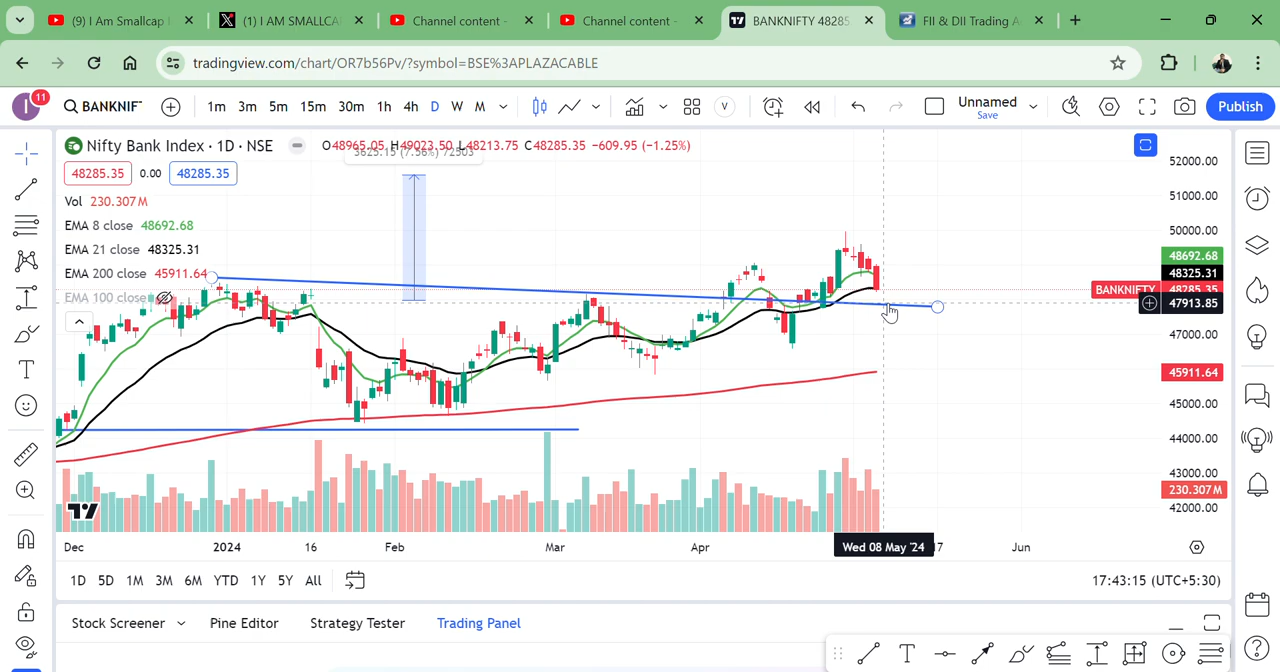 (9) I Am Smallcap
(1) I AM SMALLCA
Channel content -
Channel content -
BANKNIFTY 48285
FII & DII Trading A
tradingview.com/chart/OR7b56Pv/?symbol=BSE%3APLAZACABLE
I
11
BANKNIF
1m 3m 5m 15m 30m 1h 4h D W M
Unnamed
Save
Publish
Nifty Bank Index · 1D · NSE
O48965.05 H49023.50 L48213.75 C48285.35 −609.95 (−1.25%)
3625.15 (7.56%) 72503
48285.35 0.00 48285.35
Vol 230.307M
EMA 8 close 48692.68
EMA 21 close 48325.31
EMA 200 close 45911.64
EMA 100 close
52000.00
51000.00
50000.00
48692.68
48325.31
BANKNIFTY 48285.35
47913.85
47000.00
45911.64
45000.00
44000.00
43000.00
230.307M
42000.00
Dec 2024 16 Feb Mar Apr Wed 08 May '24 17 Jun
1D 5D 1M 3M 6M YTD 1Y 5Y All
17:43:15 (UTC+5:30)
Stock Screener Pine Editor Strategy Tester Trading Panel